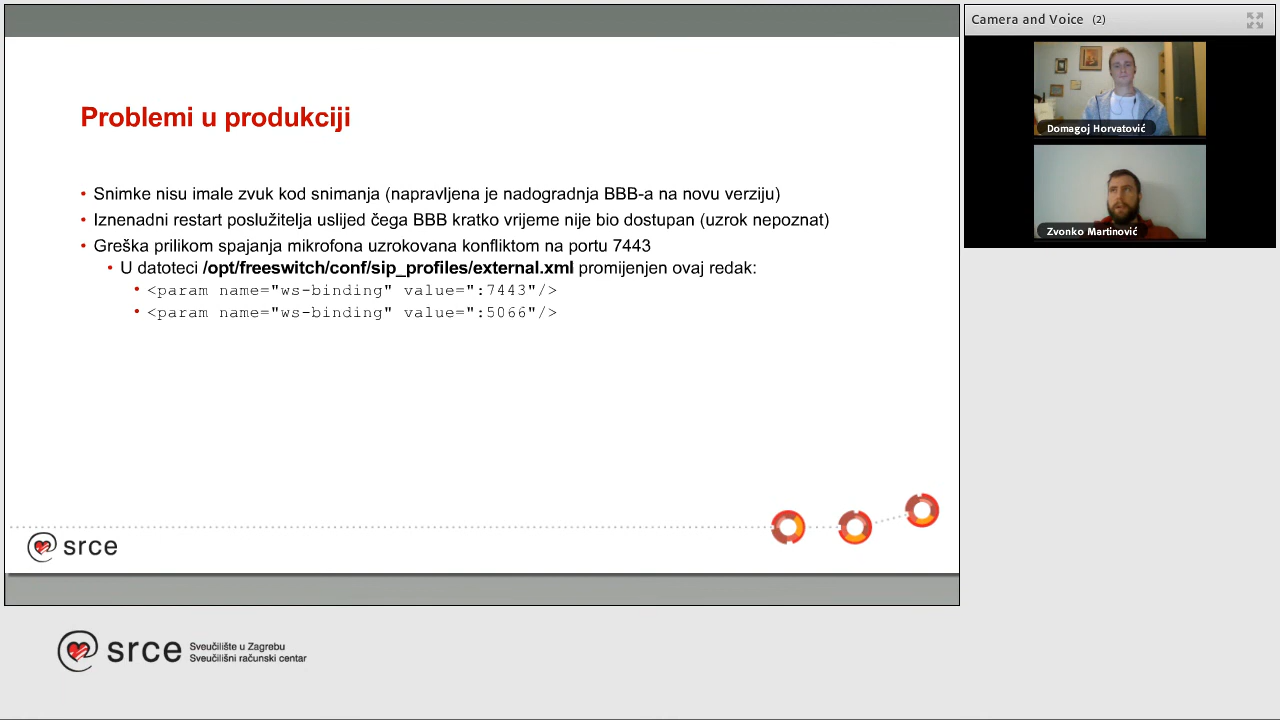 Problemi u produkciji
• Snimke nisu imale zvuk kod snimanja (napravljena je nadogradnja BBB-a na novu verziju)
• Iznenadni restart poslužitelja uslijed čega BBB kratko vrijeme nije bio dostupan (uzrok nepoznat)
• Greška prilikom spajanja mikrofona uzrokovana konfliktom na portu 7443
• U datoteci /opt/freeswitch/conf/sip_profiles/external.xml promijenjen ovaj redak:
• <param name="ws-binding" value=":7443"/>
• <param name="ws-binding" value=":5066"/>
srce
Camera and Voice (2)
Domagoj Horvatović
Zvonko Martinović
srce
Sveučilište u Zagrebu
Sveučilišni računski centar